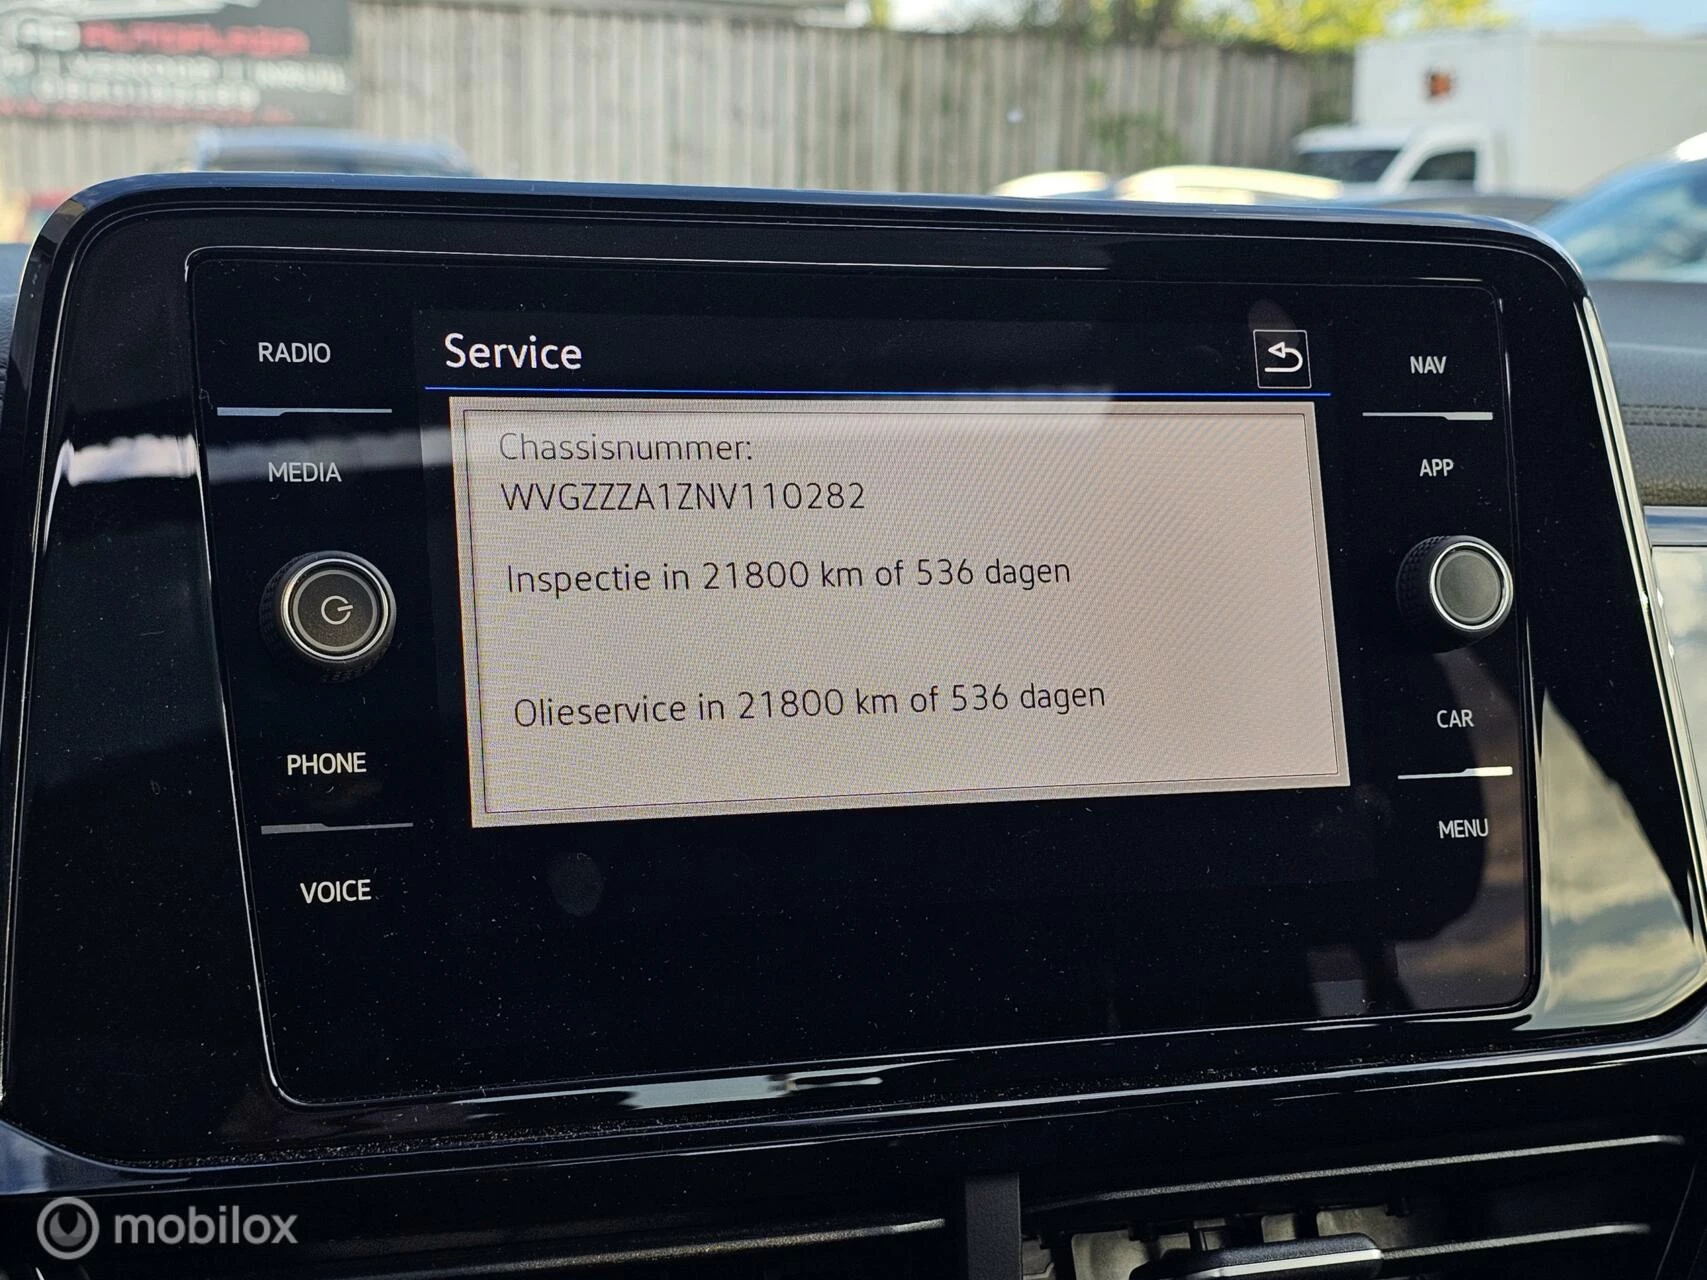 RADIO
MEDIA
PHONE
VOICE
Service
Chassisnummer:
WVGZZZA1ZNV110282
Inspectie in 21800 km of 536 dagen
Olieservice in 21800 km of 536 dagen
NAV
APP
CAR
MENU
mobilox